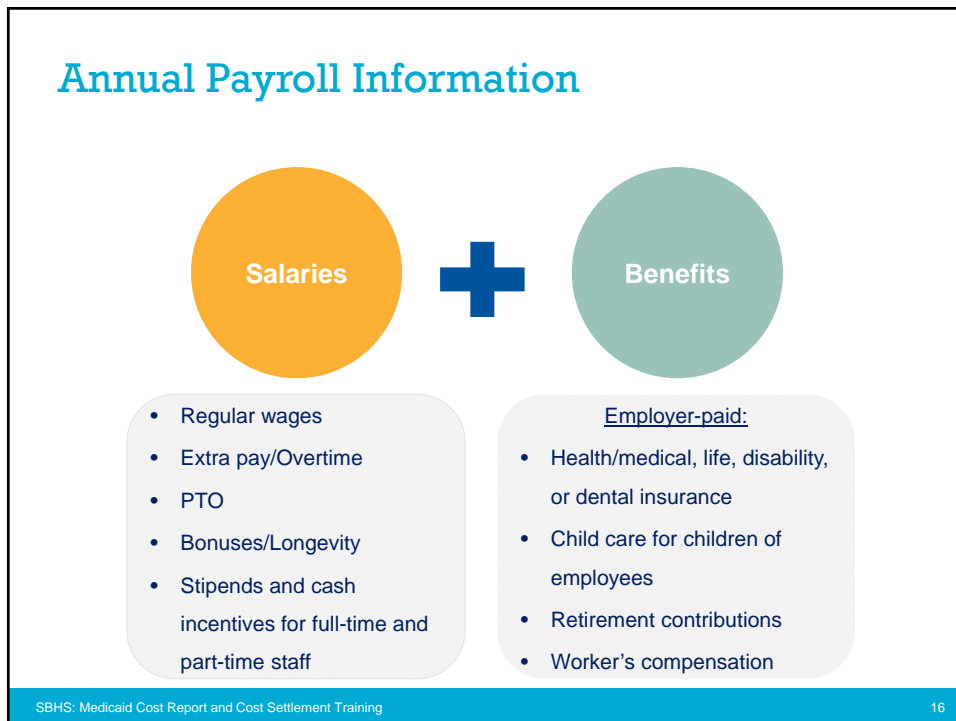 Annual Payroll Information
Salaries
Benefits
• Regular wages
• Extra pay/Overtime
• PTO
• Bonuses/Longevity
• Stipends and cash
incentives for full-time and
part-time staff
Employer-paid:
• Health/medical, life, disability,
or dental insurance
• Child care for children of
employees
• Retirement contributions
• Worker’s compensation
SBHS: Medicaid Cost Report and Cost Settlement Training
16